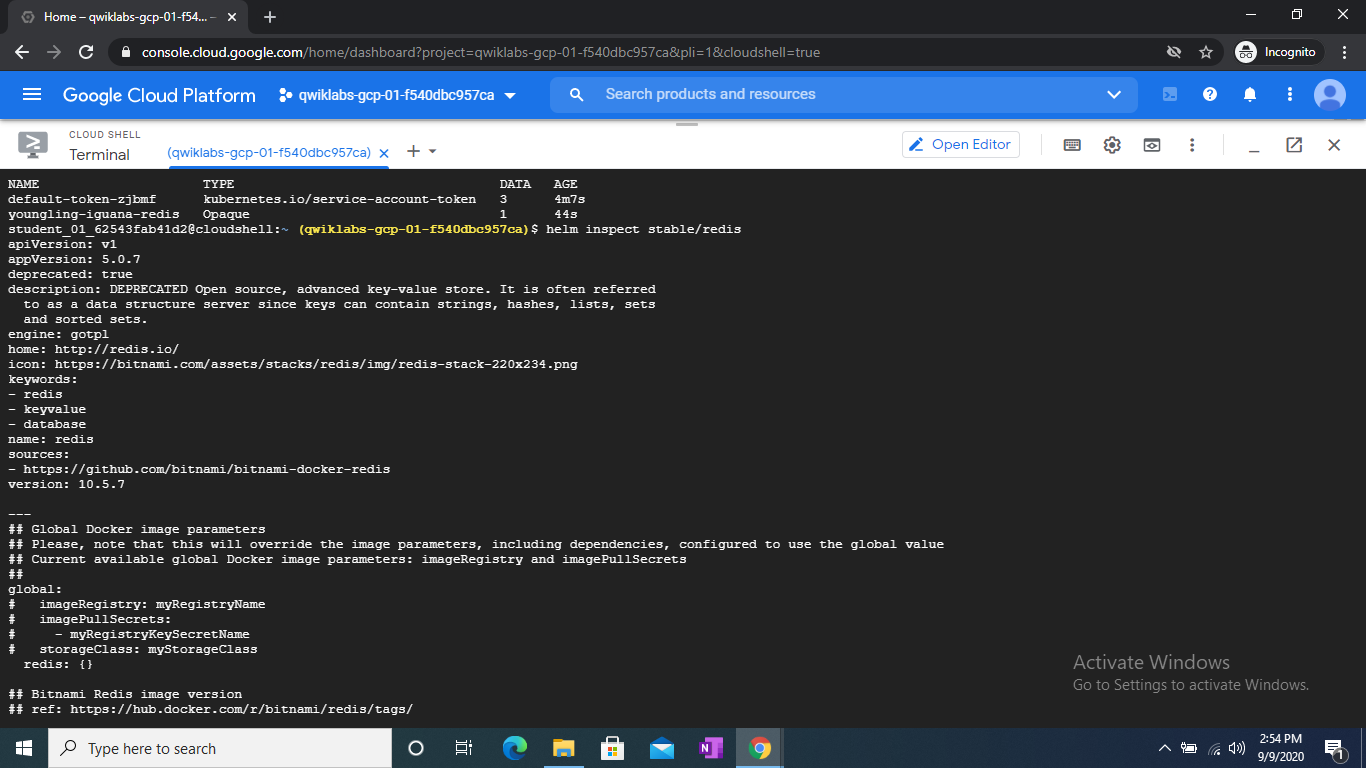 Home – qwiklabs-gcp-01-f54... –
console.cloud.google.com/home/dashboard?project=qwiklabs-gcp-01-f540dbc957ca&pli=1&cloudshell=true
Incognito
Google Cloud Platform
qwiklabs-gcp-01-f540dbc957ca
Search products and resources
CLOUD SHELL
Terminal
(qwiklabs-gcp-01-f540dbc957ca)
Open Editor
NAME TYPE DATA AGE
default-token-zjbmf kubernetes.io/service-account-token 3 4m7s
youngling-iguana-redis Opaque 1 44s
student_01_62543fab41d2@cloudshell:~ (qwiklabs-gcp-01-f540dbc957ca)$ helm inspect stable/redis
apiVersion: v1
appVersion: 5.0.7
deprecated: true
description: DEPRECATED Open source, advanced key-value store. It is often referred
to as a data structure server since keys can contain strings, hashes, lists, sets
and sorted sets.
engine: gotpl
home: http://redis.io/
icon: https://bitnami.com/assets/stacks/redis/img/redis-stack-220x234.png
keywords:
- redis
- keyvalue
- database
name: redis
sources:
- https://github.com/bitnami/bitnami-docker-redis
version: 10.5.7
---
## Global Docker image parameters
## Please, note that this will override the image parameters, including dependencies, configured to use the global value
## Current available global Docker image parameters: imageRegistry and imagePullSecrets
##
global:
# imageRegistry: myRegistryName
# imagePullSecrets:
# - myRegistryKeySecretName
# storageClass: myStorageClass
redis: {}
## Bitnami Redis image version
## ref: https://hub.docker.com/r/bitnami/redis/tags/
Activate Windows
Go to Settings to activate Windows.
Type here to search
2:54 PM
9/9/2020
1